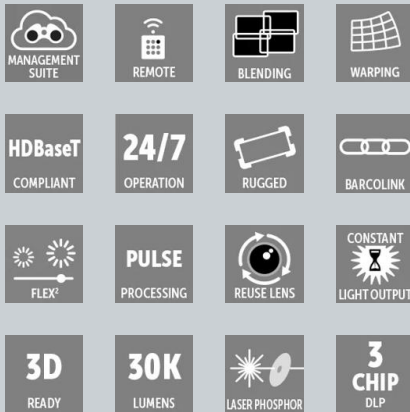 MANAGEMENT
SUITE
REMOTE
BLENDING
WARPING
HDBaseT
COMPLIANT
24/7
OPERATION
RUGGED
BARCOLINK
FLEX²
PULSE
PROCESSING
REUSE LENS
CONSTANT
LIGHT OUTPUT
3D
READY
30K
LUMENS
LASER PHOSPHOR
3
CHIP
DLP